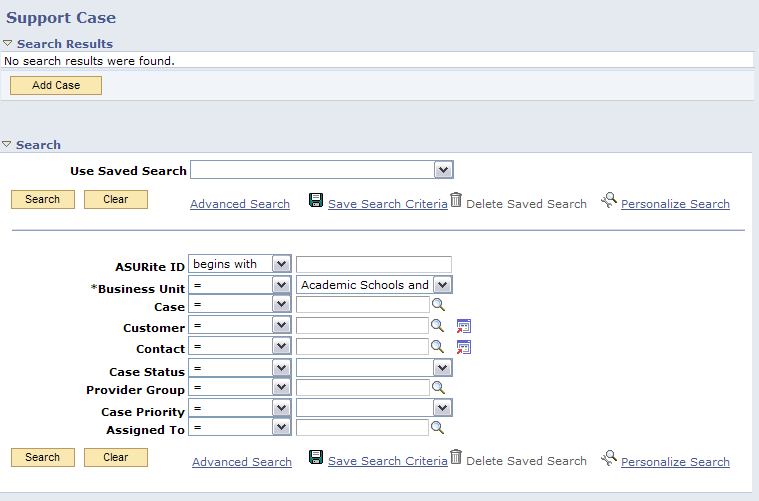 Support Case
Search Results
No search results were found.
Add Case
Search
Use Saved Search
Search Clear Advanced Search Save Search Criteria Delete Saved Search Personalize Search
ASURite ID begins with
*Business Unit = Academic Schools and
Case =
Customer =
Contact =
Case Status =
Provider Group =
Case Priority =
Assigned To =
Search Clear Advanced Search Save Search Criteria Delete Saved Search Personalize Search